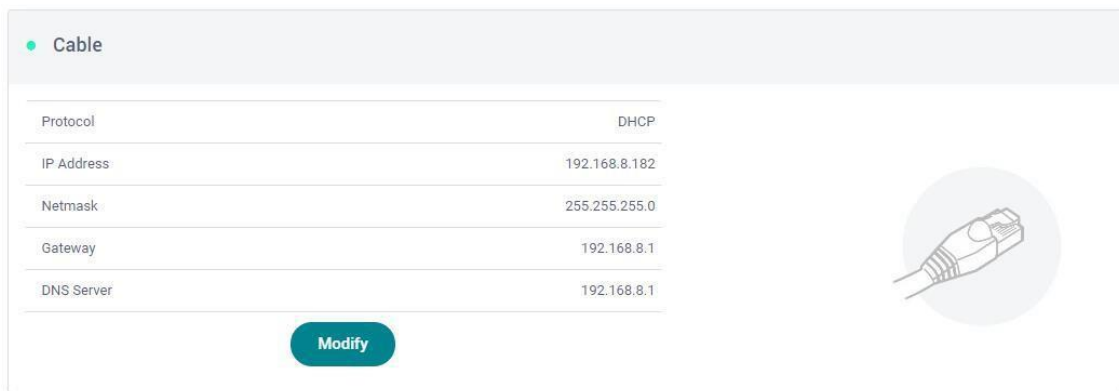 Cable
Protocol DHCP
IP Address 192.168.8.182
Netmask 255.255.255.0
Gateway 192.168.8.1
DNS Server 192.168.8.1
Modify